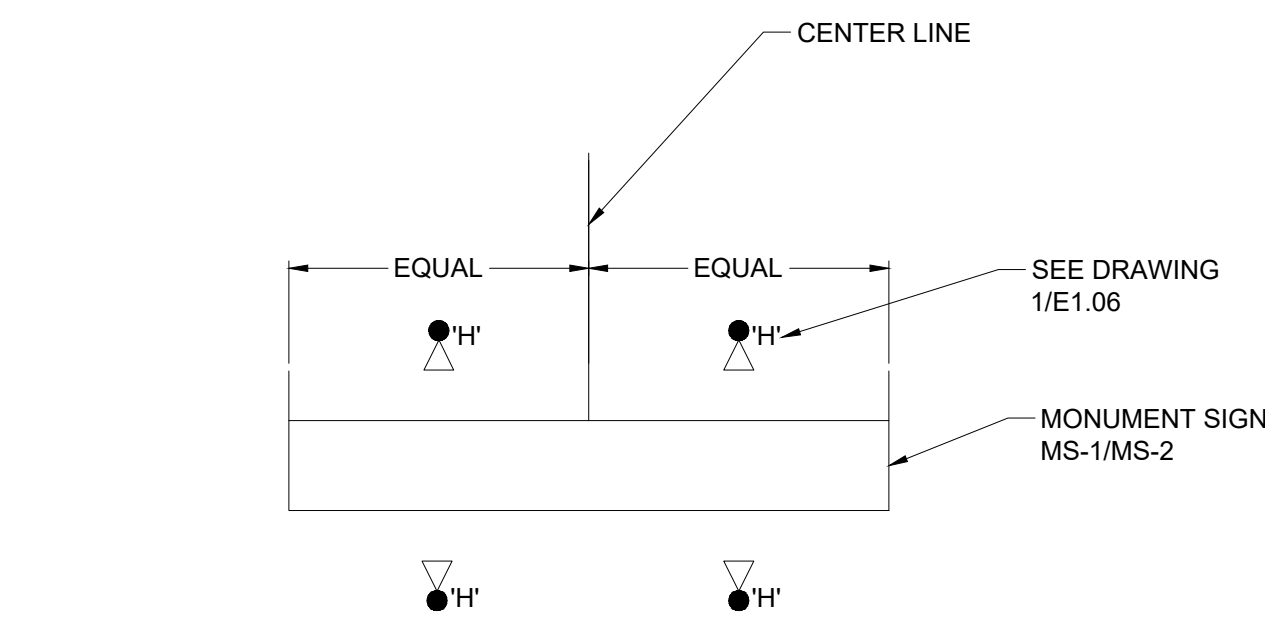 CENTER LINE
EQUAL
EQUAL
SEE DRAWING
1/E1.06
'H'
'H'
MONUMENT SIGN
MS-1/MS-2
'H'
'H'